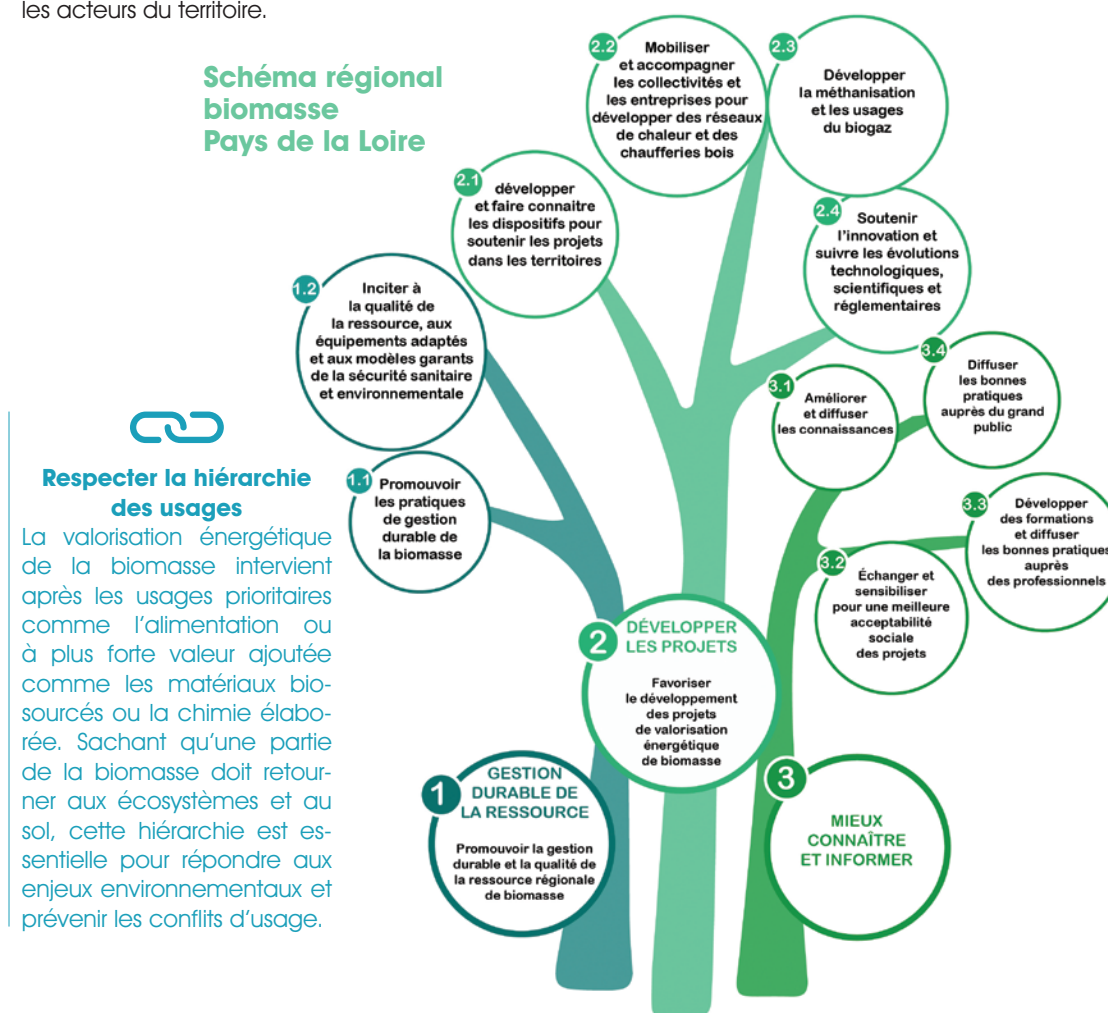 les acteurs du territoire.
Schéma régional
biomasse
Pays de la Loire
Respecter la hiérarchie
des usages
La valorisation énergétique
de la biomasse intervient
après les usages prioritaires
comme l'alimentation ou
à plus forte valeur ajoutée
comme les matériaux bio-
sourcés ou la chimie élabo-
rée. Sachant qu'une partie
de la biomasse doit retour-
ner aux écosystèmes et au
sol, cette hiérarchie est es-
sentielle pour répondre aux
enjeux environnementaux et
prévenir les conflits d'usage.
1
GESTION
DURABLE DE
LA RESSOURCE
Promouvoir la gestion
durable et la qualité de
la ressource régionale
de biomasse
1.1
Promouvoir
les pratiques
de gestion
durable de
la biomasse
1.2
Inciter à
la qualité de
la ressource, aux
équipements adaptés
et aux modèles garants
de la sécurité sanitaire
et environnementale
2
DÉVELOPPER
LES PROJETS
Favoriser
le développement
des projets
de valorisation
énergétique
de biomasse
2.1
développer
et faire connaitre
les dispositifs pour
soutenir les projets
dans les territoires
2.2
Mobiliser
et accompagner
les collectivités et
les entreprises pour
développer des réseaux
de chaleur et des
chaufferies bois
2.3
Développer
la méthanisation
et les usages
du biogaz
2.4
Soutenir
l'innovation et
suivre les évolutions
technologiques,
scientifiques et
réglementaires
3
MIEUX
CONNAÎTRE
ET INFORMER
3.1
Améliorer
et diffuser
les connaissances
3.2
Échanger et
sensibiliser
pour une meilleure
acceptabilité
sociale
des projets
3.3
Développer
des formations
et diffuser
les bonnes pratiques
auprès
des professionnels
3.4
Diffuser
les bonnes
pratiques
auprès du grand
public